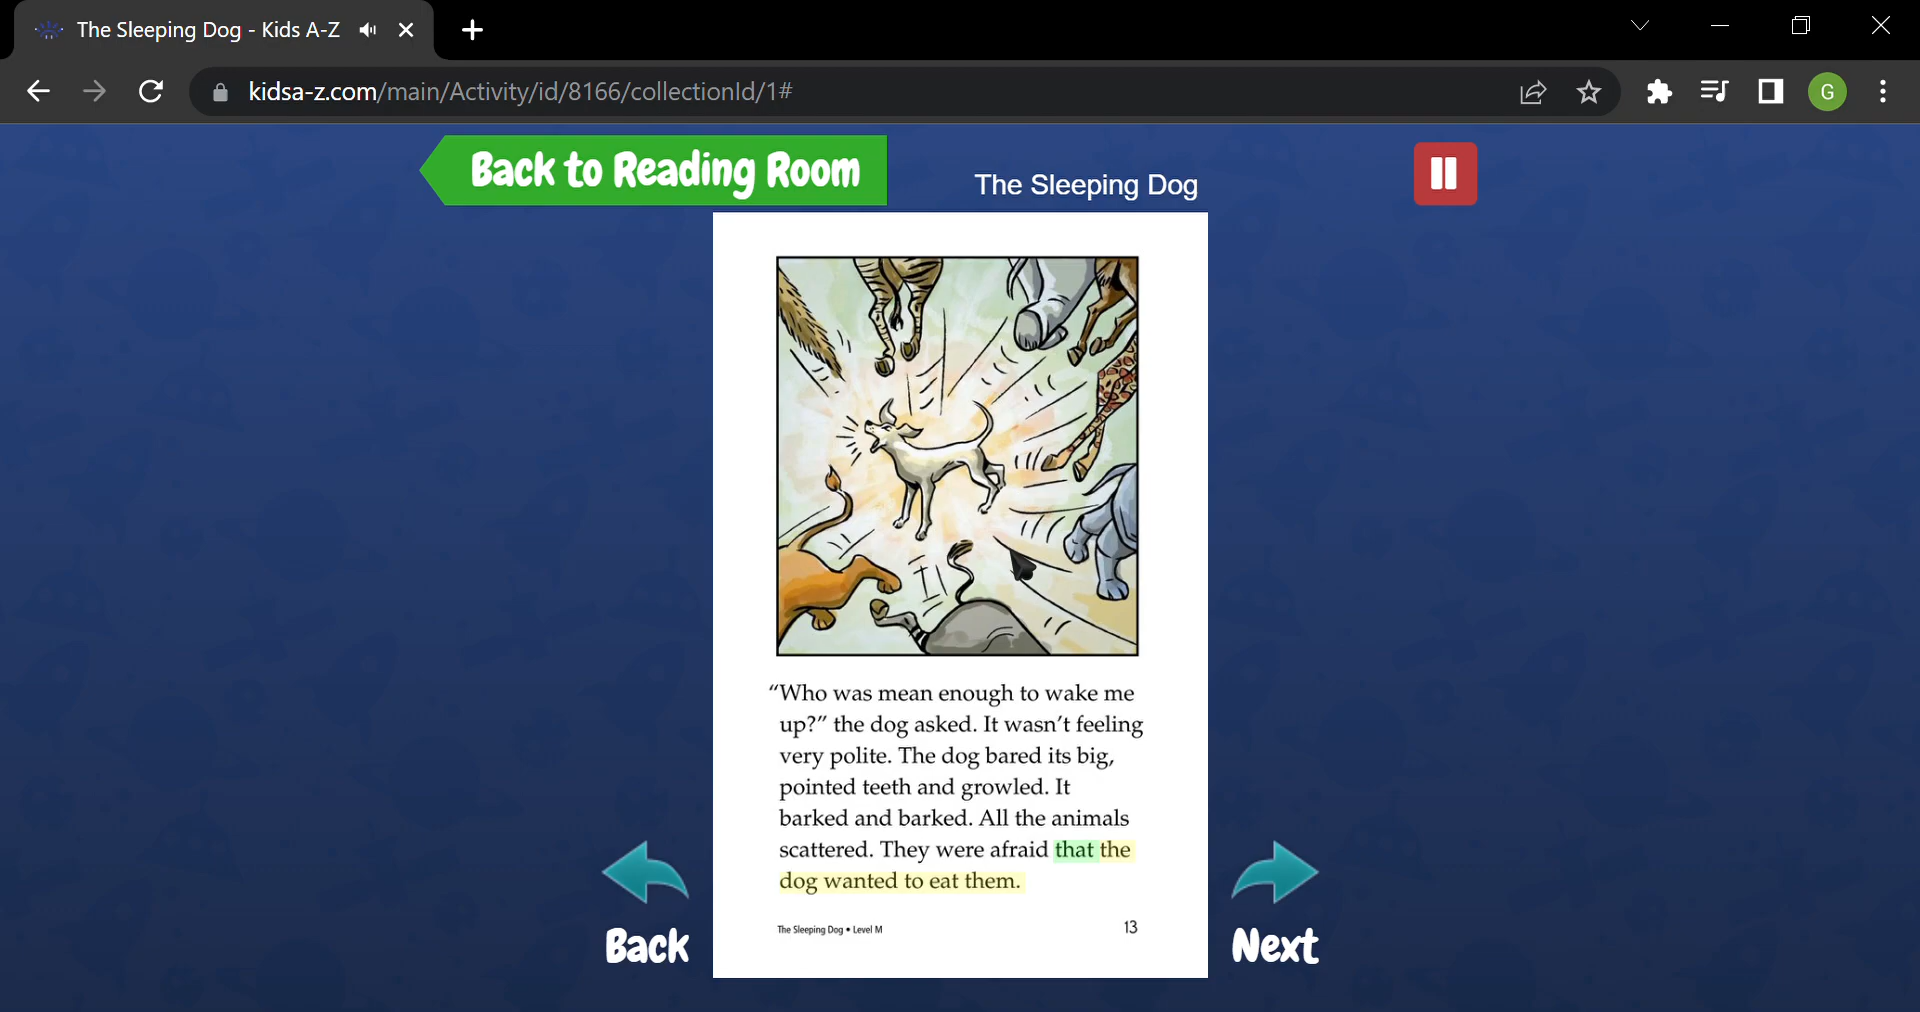 The Sleeping Dog - Kids A-Z
kidsa-z.com/main/Activity/id/8166/collectionId/1#
G
Back to Reading Room
The Sleeping Dog
“Who was mean enough to wake me
up?” the dog asked. It wasn’t feeling
very polite. The dog bared its big,
pointed teeth and growled. It
barked and barked. All the animals
scattered. They were afraid that the
dog wanted to eat them.
The Sleeping Dog • Level M
13
Back
Next